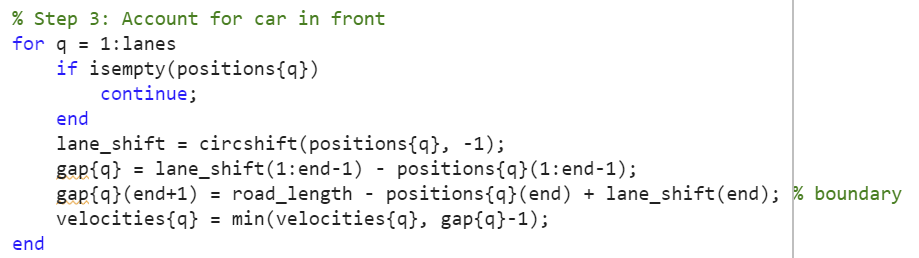 % Step 3: Account for car in front
for q = 1:lanes
    if isempty(positions{q})
        continue;
    end
    lane_shift = circshift(positions{q}, -1);
    gap{q} = lane_shift(1:end-1) - positions{q}(1:end-1);
    gap{q}(end+1) = road_length - positions{q}(end) + lane_shift(end); % boundary
    velocities{q} = min(velocities{q}, gap{q}-1);
end